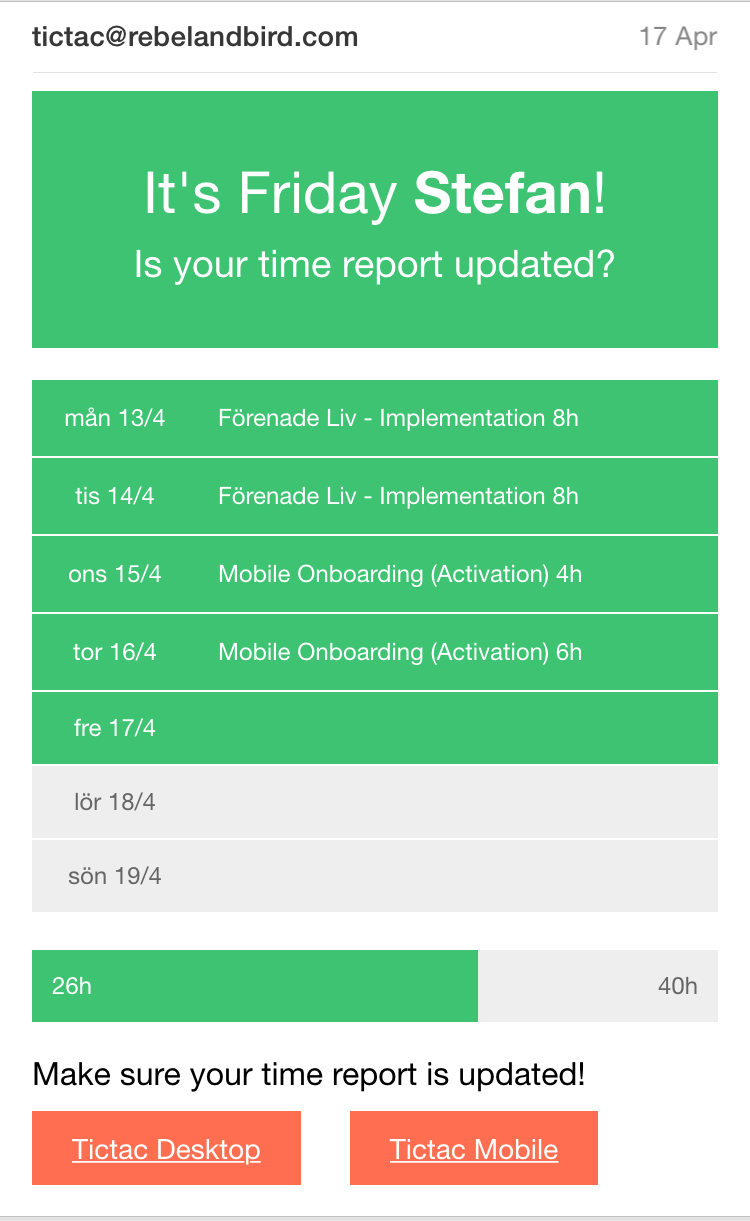 tictac@rebelandbird.com 17 Apr
It's Friday Stefan!
Is your time report updated?
mån 13/4 Förenade Liv - Implementation 8h
tis 14/4 Förenade Liv - Implementation 8h
ons 15/4 Mobile Onboarding (Activation) 4h
tor 16/4 Mobile Onboarding (Activation) 6h
fre 17/4
lör 18/4
sön 19/4
26h 40h
Make sure your time report is updated!
Tictac Desktop Tictac Mobile